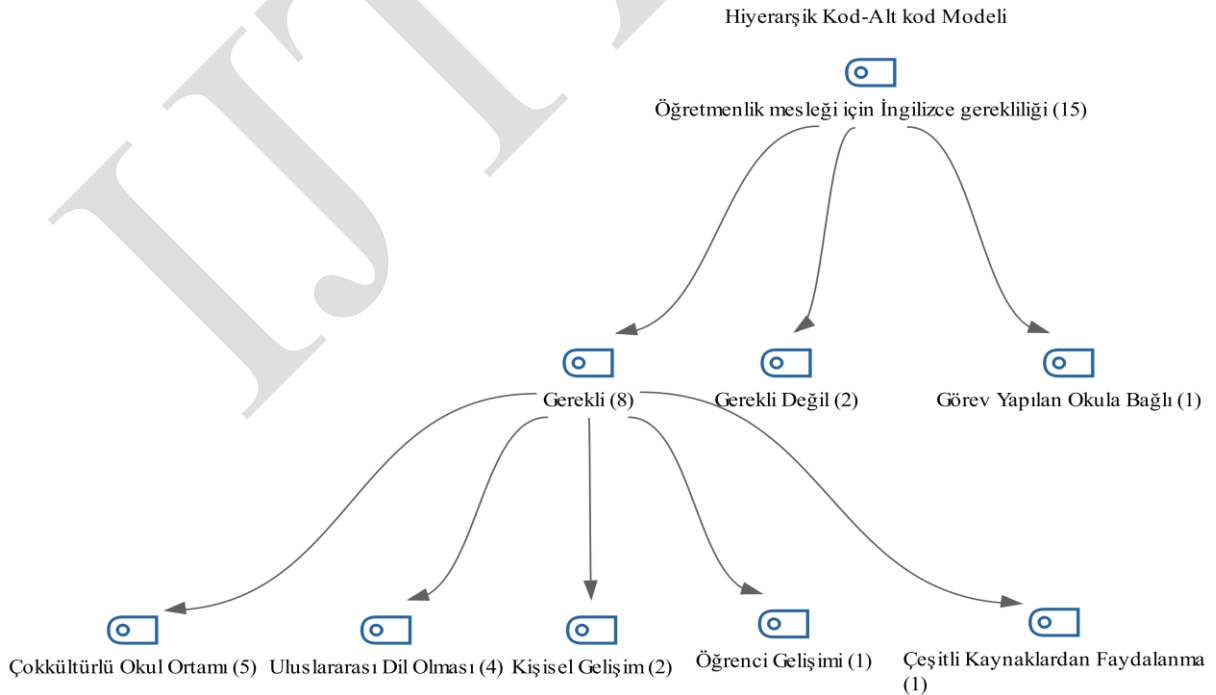 Hiyerarşik Kod-Alt kod Modeli
Öğretmenlik mesleği için İngilizce gerekliliği (15)
Gerekli (8)
Gerekli Değil (2)
Görev Yapılan Okula Bağlı (1)
Çokkültürlü Okul Ortamı (5)
Uluslararası Dil Olması (4)
Kişisel Gelişim (2)
Öğrenci Gelişimi (1)
Çeşitli Kaynaklardan Faydalanma
(1)